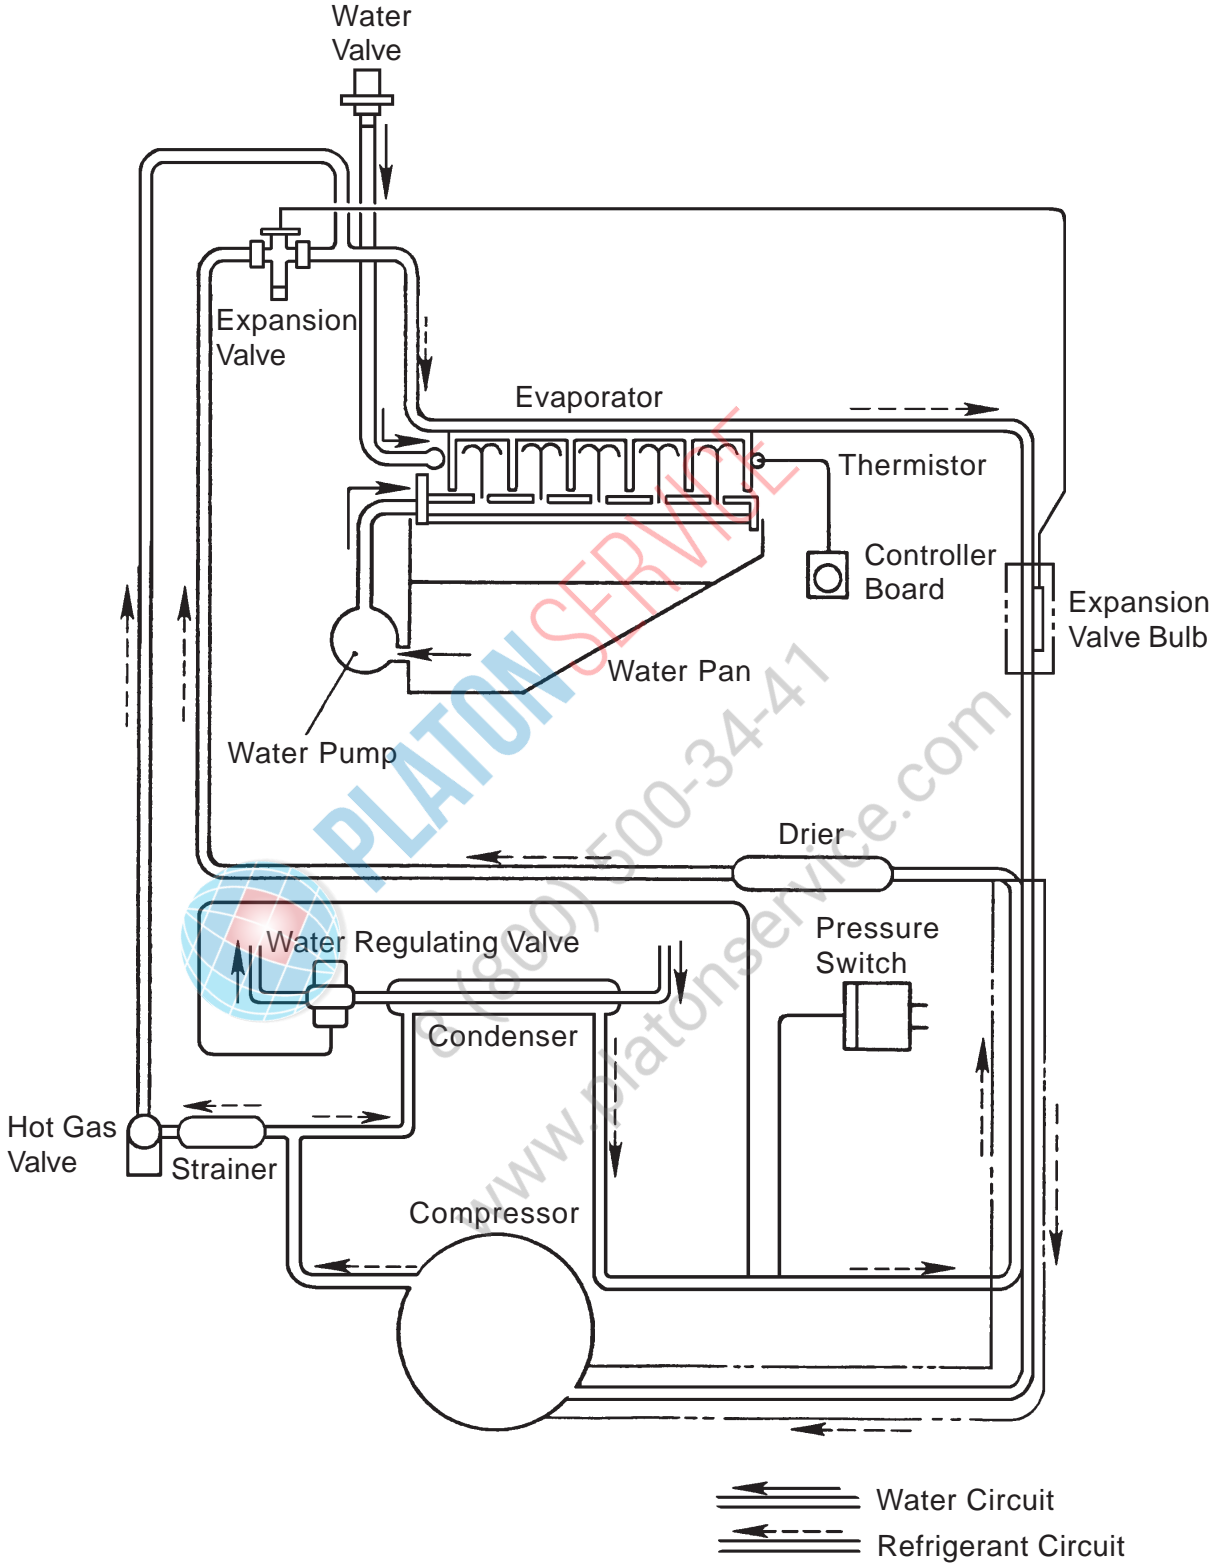 Water
Valve
Expansion
Valve
Evaporator
Thermistor
Controller
Board
Expansion
Valve Bulb
Water Pan
Water Pump
Drier
Water Regulating Valve
Pressure
Switch
Condenser
Hot Gas
Valve
Strainer
Compressor
Water Circuit
Refrigerant Circuit
PLATONSERVICE
8 (800) 500-34-41
www.platonservice.com